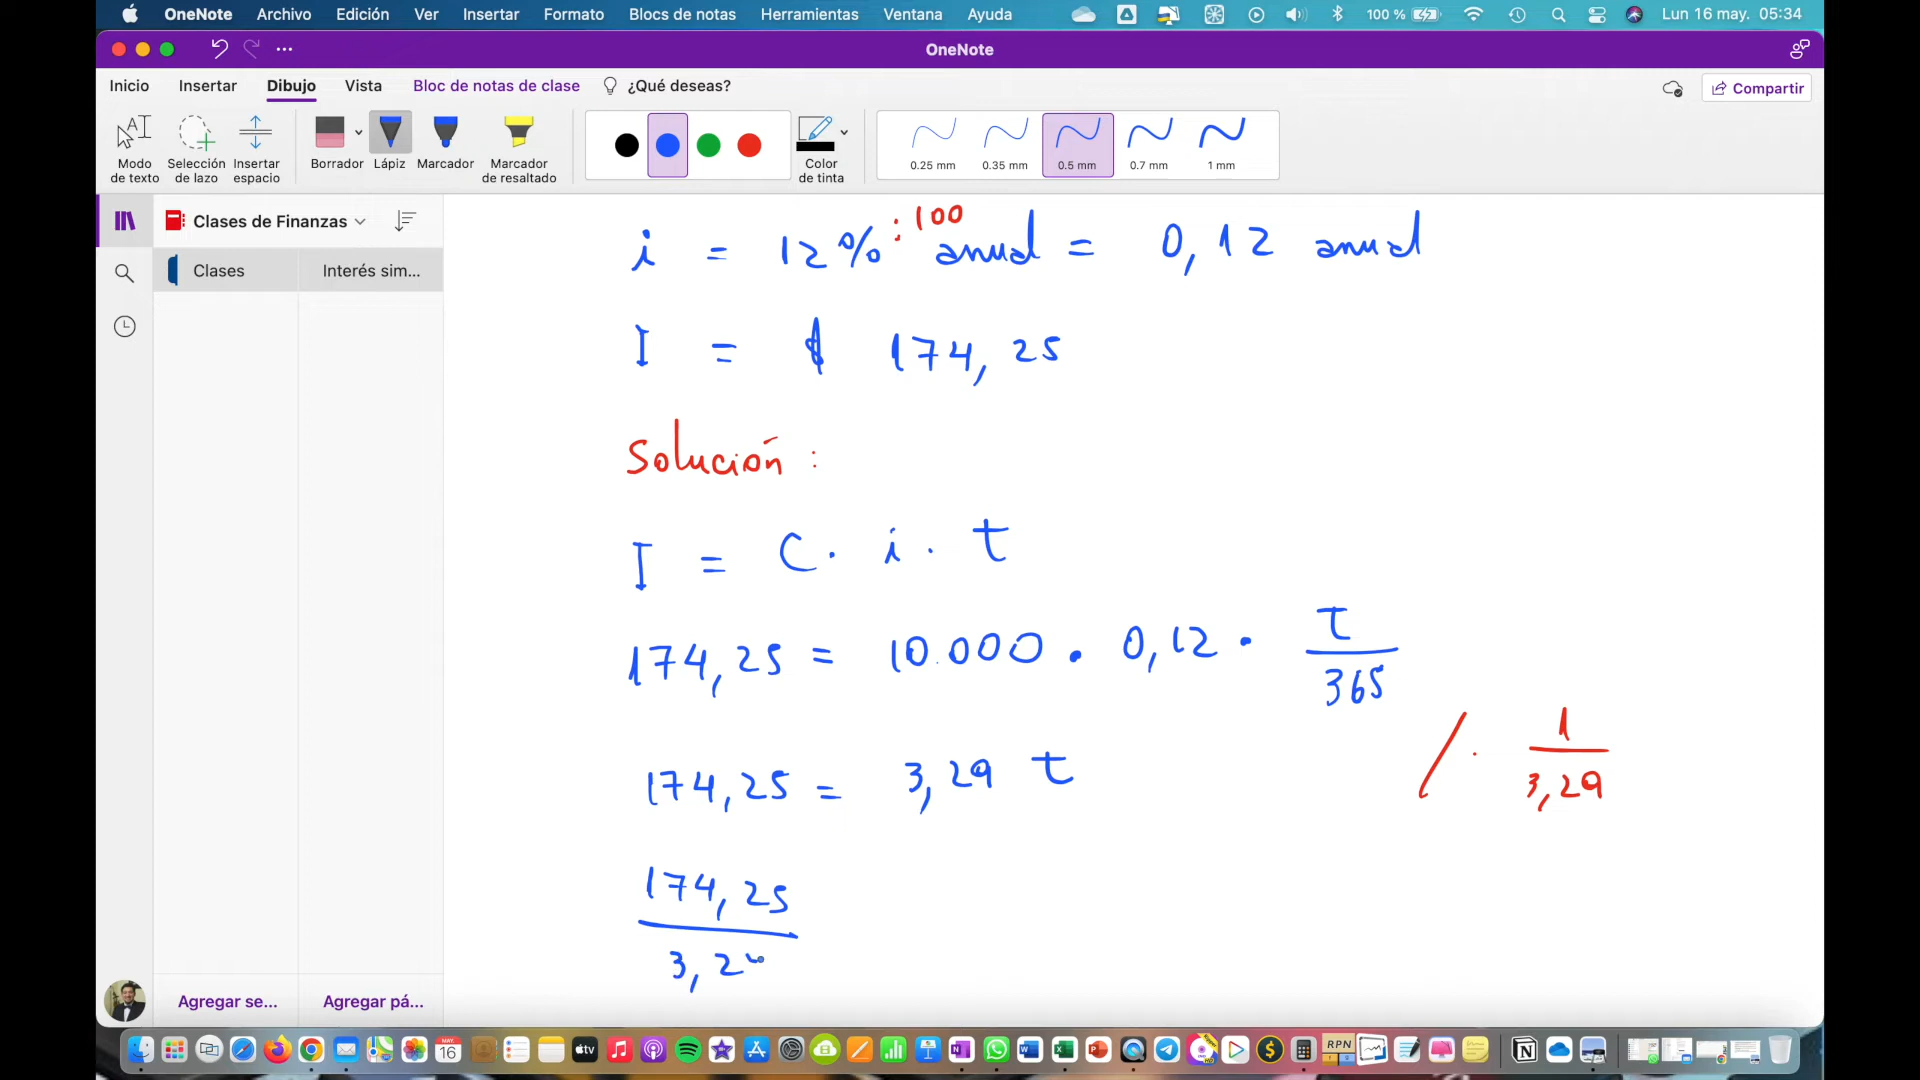 OneNote Archivo Edición Ver Insertar Formato Blocs de notas Herramientas Ventana Ayuda 100 % Lun 16 may. 05:34
OneNote
Inicio Insertar Dibujo Vista Bloc de notas de clase ¿Qué deseas? Compartir
Modo de texto
Selección de lazo
Insertar espacio
Borrador
Lápiz
Marcador
Marcador de resaltado
Color de tinta
0.25 mm 0.35 mm 0.5 mm 0.7 mm 1 mm
Clases de Finanzas
Clases Interés sim...
i = 12% :100 anual = 0,12 anual
I = $ 174,25
Solución :
I = C . i . t
174,25 = 10.000 . 0,12 . t / 365
174,25 = 3,29 t / . 1 / 3,29
174,25
3,2
Agregar se... Agregar pá...
MAY. 16
tv
RPN